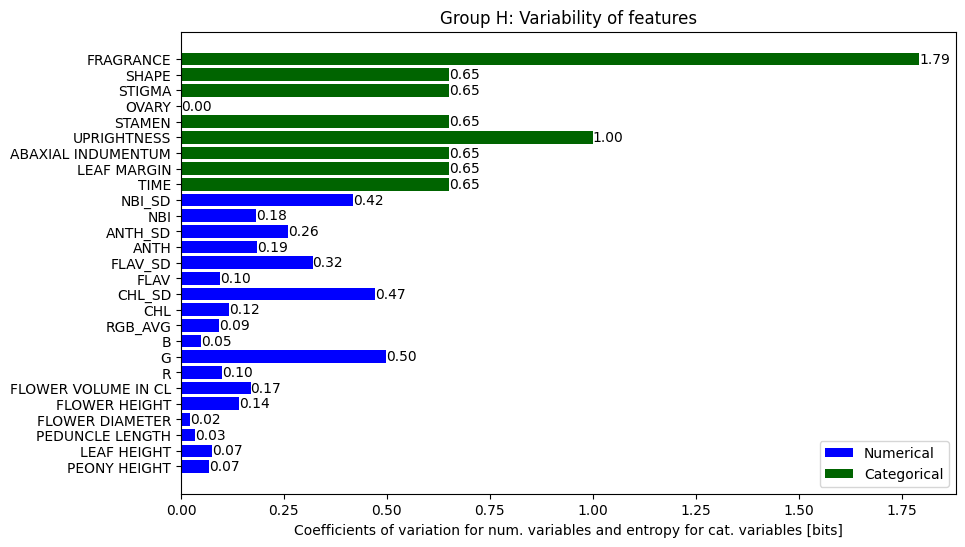 Group H: Variability of features
FRAGRANCE 1.79
SHAPE 0.65
STIGMA 0.65
OVARY 0.00
STAMEN 0.65
UPRIGHTNESS 1.00
ABAXIAL INDUMENTUM 0.65
LEAF MARGIN 0.65
TIME 0.65
NBI_SD 0.42
NBI 0.18
ANTH_SD 0.26
ANTH 0.19
FLAV_SD 0.32
FLAV 0.10
CHL_SD 0.47
CHL 0.12
RGB_AVG 0.09
B 0.05
G 0.50
R 0.10
FLOWER VOLUME IN CL 0.17
FLOWER HEIGHT 0.14
FLOWER DIAMETER 0.02
PEDUNCLE LENGTH 0.03
LEAF HEIGHT 0.07
PEONY HEIGHT 0.07
Numerical
Categorical
0.00 0.25 0.50 0.75 1.00 1.25 1.50 1.75
Coefficients of variation for num. variables and entropy for cat. variables [bits]